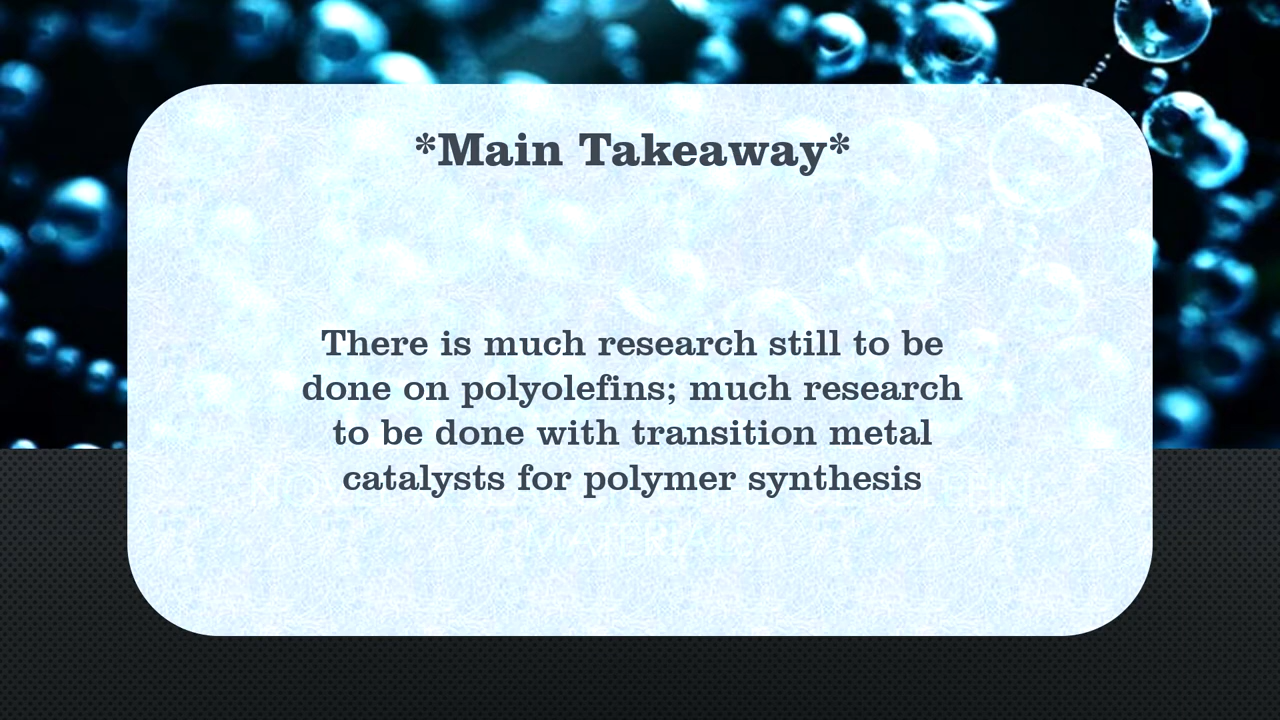 *Main Takeaway*
There is much research still to be
done on polyolefins; much research
to be done with transition metal
catalysts for polymer synthesis